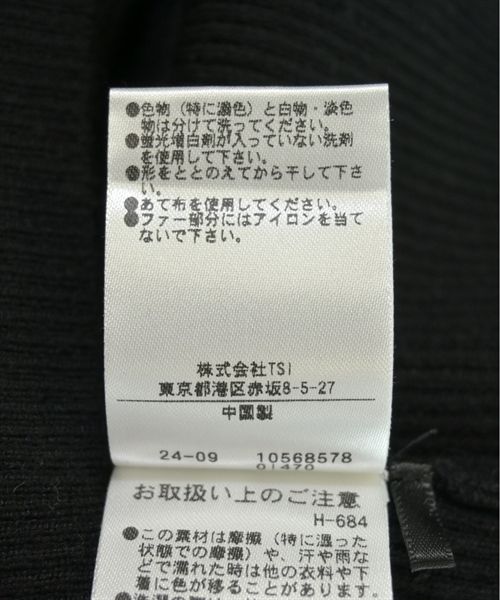 ●色物（特に濃色）と白物・淡色
物は分けて洗ってください。
●蛍光増白剤が入っていない洗剤
を使用して下さい。
●形をととのえてから干して下さ
い。
●あて布を使用してください。
●ファー部分にはアイロンを当て
ないで下さい。
株式会社TSI
東京都港区赤坂8-5-27
中国製
24-09 10568578
01470
お取扱い上のご注意
H-684
●この素材は摩擦（特に湿った
状態での摩擦）や、汗や雨な
どで濡れた時は他の衣料や下
着に色が移ることがあります。